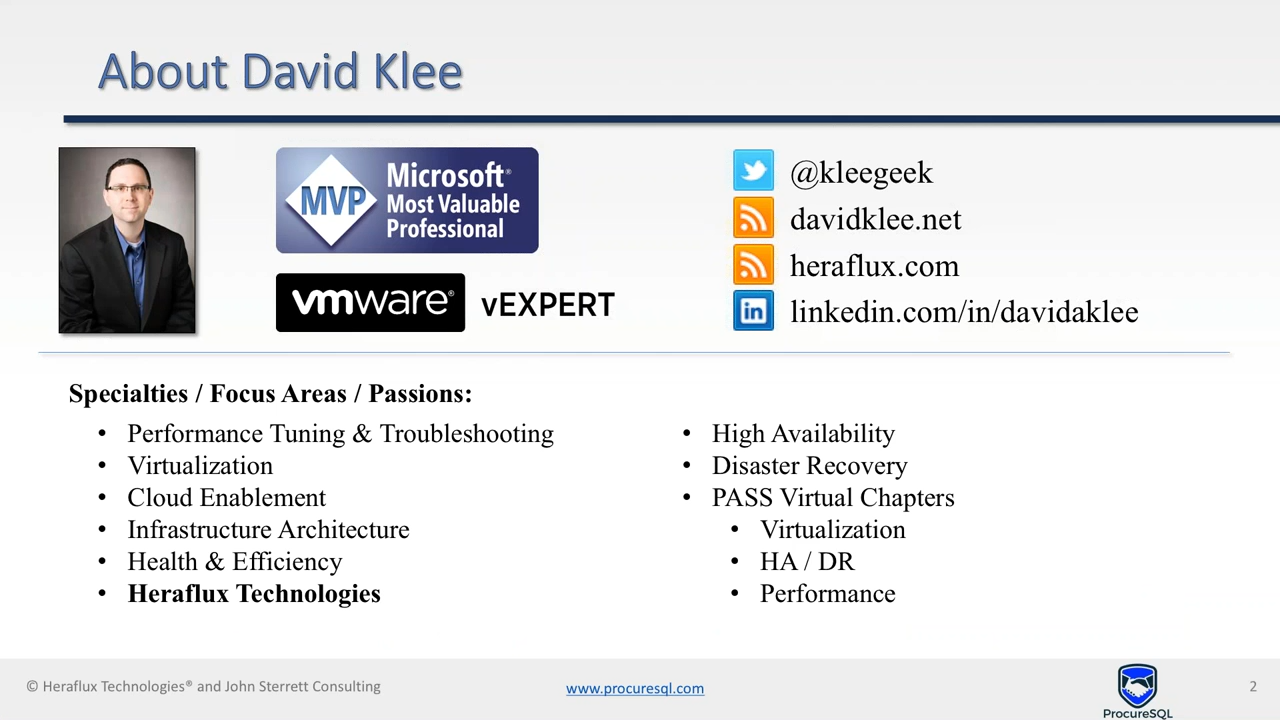 About David Klee
MVP
Microsoft®
Most Valuable
Professional
vmware® vEXPERT
@kleegeek
davidklee.net
heraflux.com
in linkedin.com/in/davidaklee
Specialties / Focus Areas / Passions:
• Performance Tuning & Troubleshooting
• Virtualization
• Cloud Enablement
• Infrastructure Architecture
• Health & Efficiency
• Heraflux Technologies
• High Availability
• Disaster Recovery
• PASS Virtual Chapters
• Virtualization
• HA / DR
• Performance
© Heraflux Technologies® and John Sterrett Consulting
www.procuresql.com
ProcureSQL
2